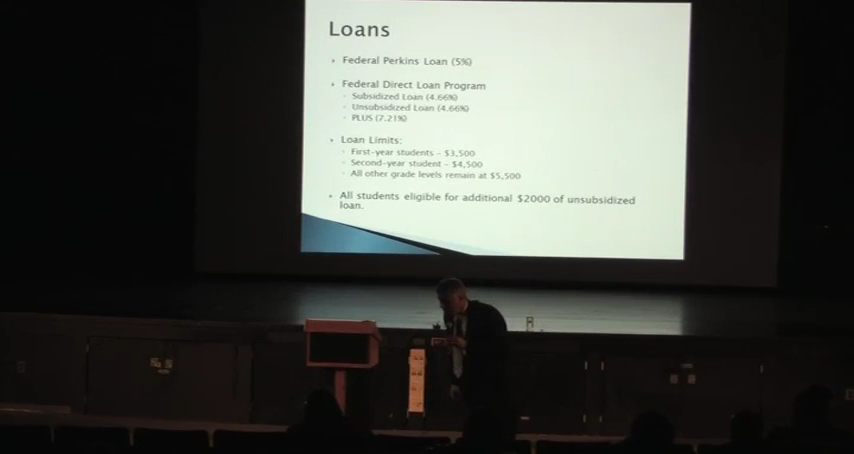 Loans
Federal Perkins Loan (5%)
Federal Direct Loan Program
Subsidized Loan (4.66%)
Unsubsidized Loan (4.66%)
PLUS (7.21%)
Loan Limits:
First-year students - $3,500
Second-year student - $4,500
All other grade levels remain at $5,500
All students eligible for additional $2000 of unsubsidized
loan.